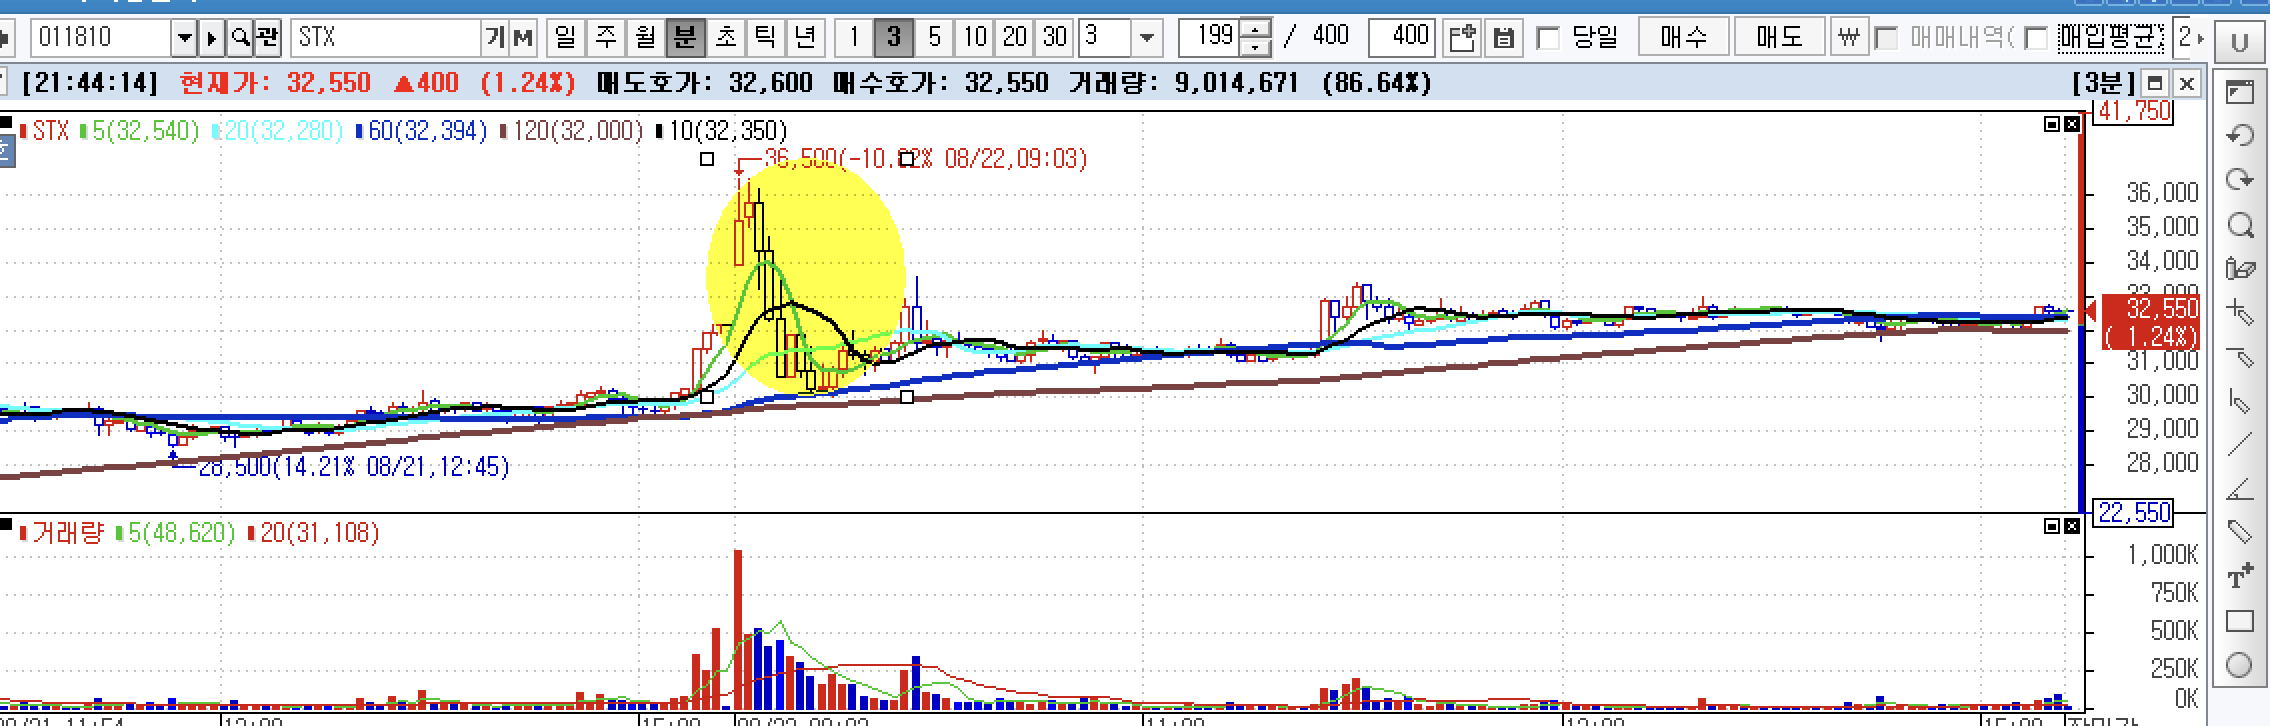 011810 관 STX 기 M 일 주 월 분 초 틱 년 1 3 5 10 20 30 3 199 / 400 400 당일 매수 매도 ₩ 매매내역( 매입평균 2 U
[21:44:14] 현재가: 32,550 ▲400 (1.24%) 매도호가: 32,600 매수호가: 32,550 거래량: 9,014,671 (86.64%) [3분]
41,750
STX 5(32,540) 20(32,280) 60(32,394) 120(32,000) 10(32,350)
36,500(-10.82% 08/22,09:03)
36,000
35,000
34,000
32,550
( 1.24%)
31,000
30,000
29,000
28,500(14.21% 08/21,12:45)
28,000
22,550
거래량 5(48,620) 20(31,108)
1,000K
750K
500K
250K
0K